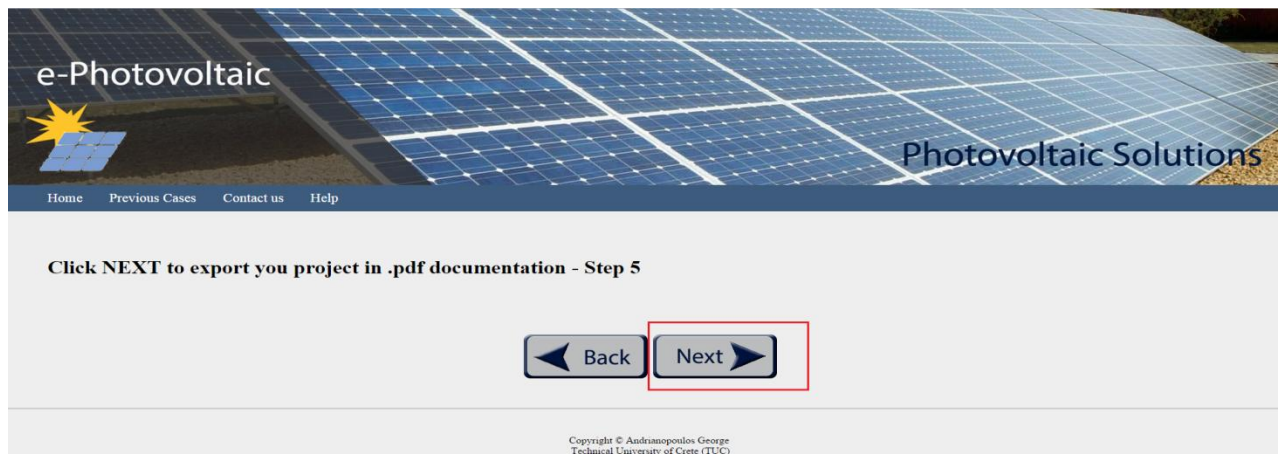 e-Photovoltaic
Photovoltaic Solutions
Home Previous Cases Contact us Help
Click NEXT to export you project in .pdf documentation - Step 5
Back Next
Copyright © Andrianopoulos George
Technical University of Crete (TUC)